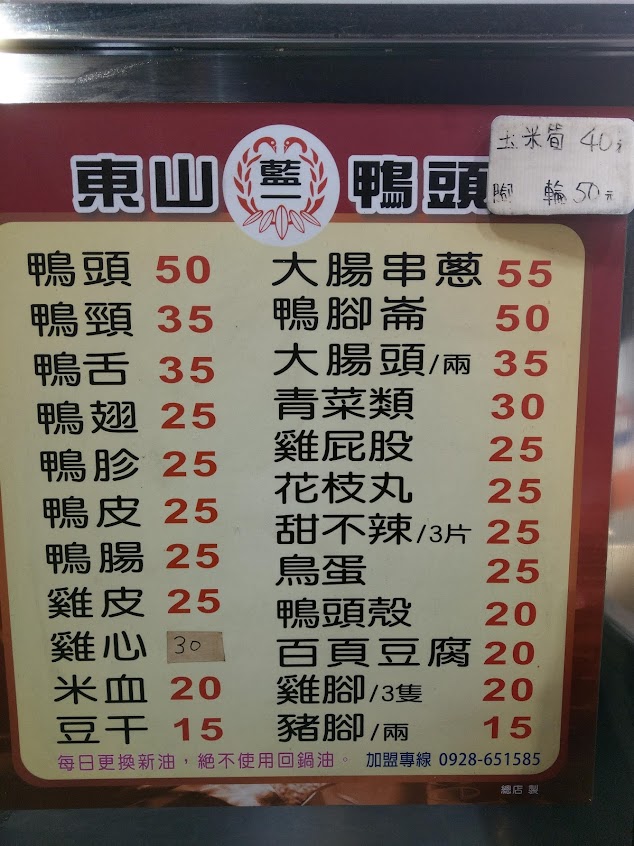 東山 藍一 鴨頭
玉米筍 40元
腳 輪 50元
鴨頭 50
鴨頸 35
鴨舌 35
鴨翅 25
鴨胗 25
鴨皮 25
鴨腸 25
雞皮 25
雞心 30
米血 20
豆干 15
大腸串蔥 55
鴨腳崙 50
大腸頭/兩 35
青菜類 30
雞屁股 25
花枝丸 25
甜不辣/3片 25
鳥蛋 25
鴨頭殼 20
百頁豆腐 20
雞腳/3隻 20
豬腳/兩 15
每日更換新油，絕不使用回鍋油。 加盟專線 0928-651585
總店 製